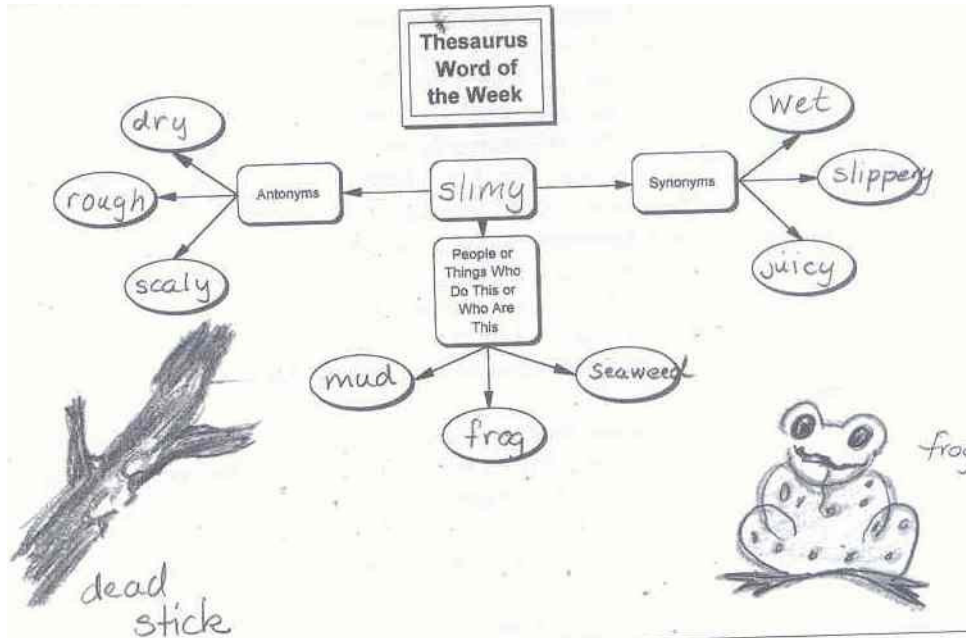 Thesaurus
Word of
the Week
dry
rough
scaly
Antonyms
slimy
Synonyms
wet
slippery
juicy
People or
Things Who
Do This or
Who Are
This
mud
frog
seaweed
dead
stick
frog